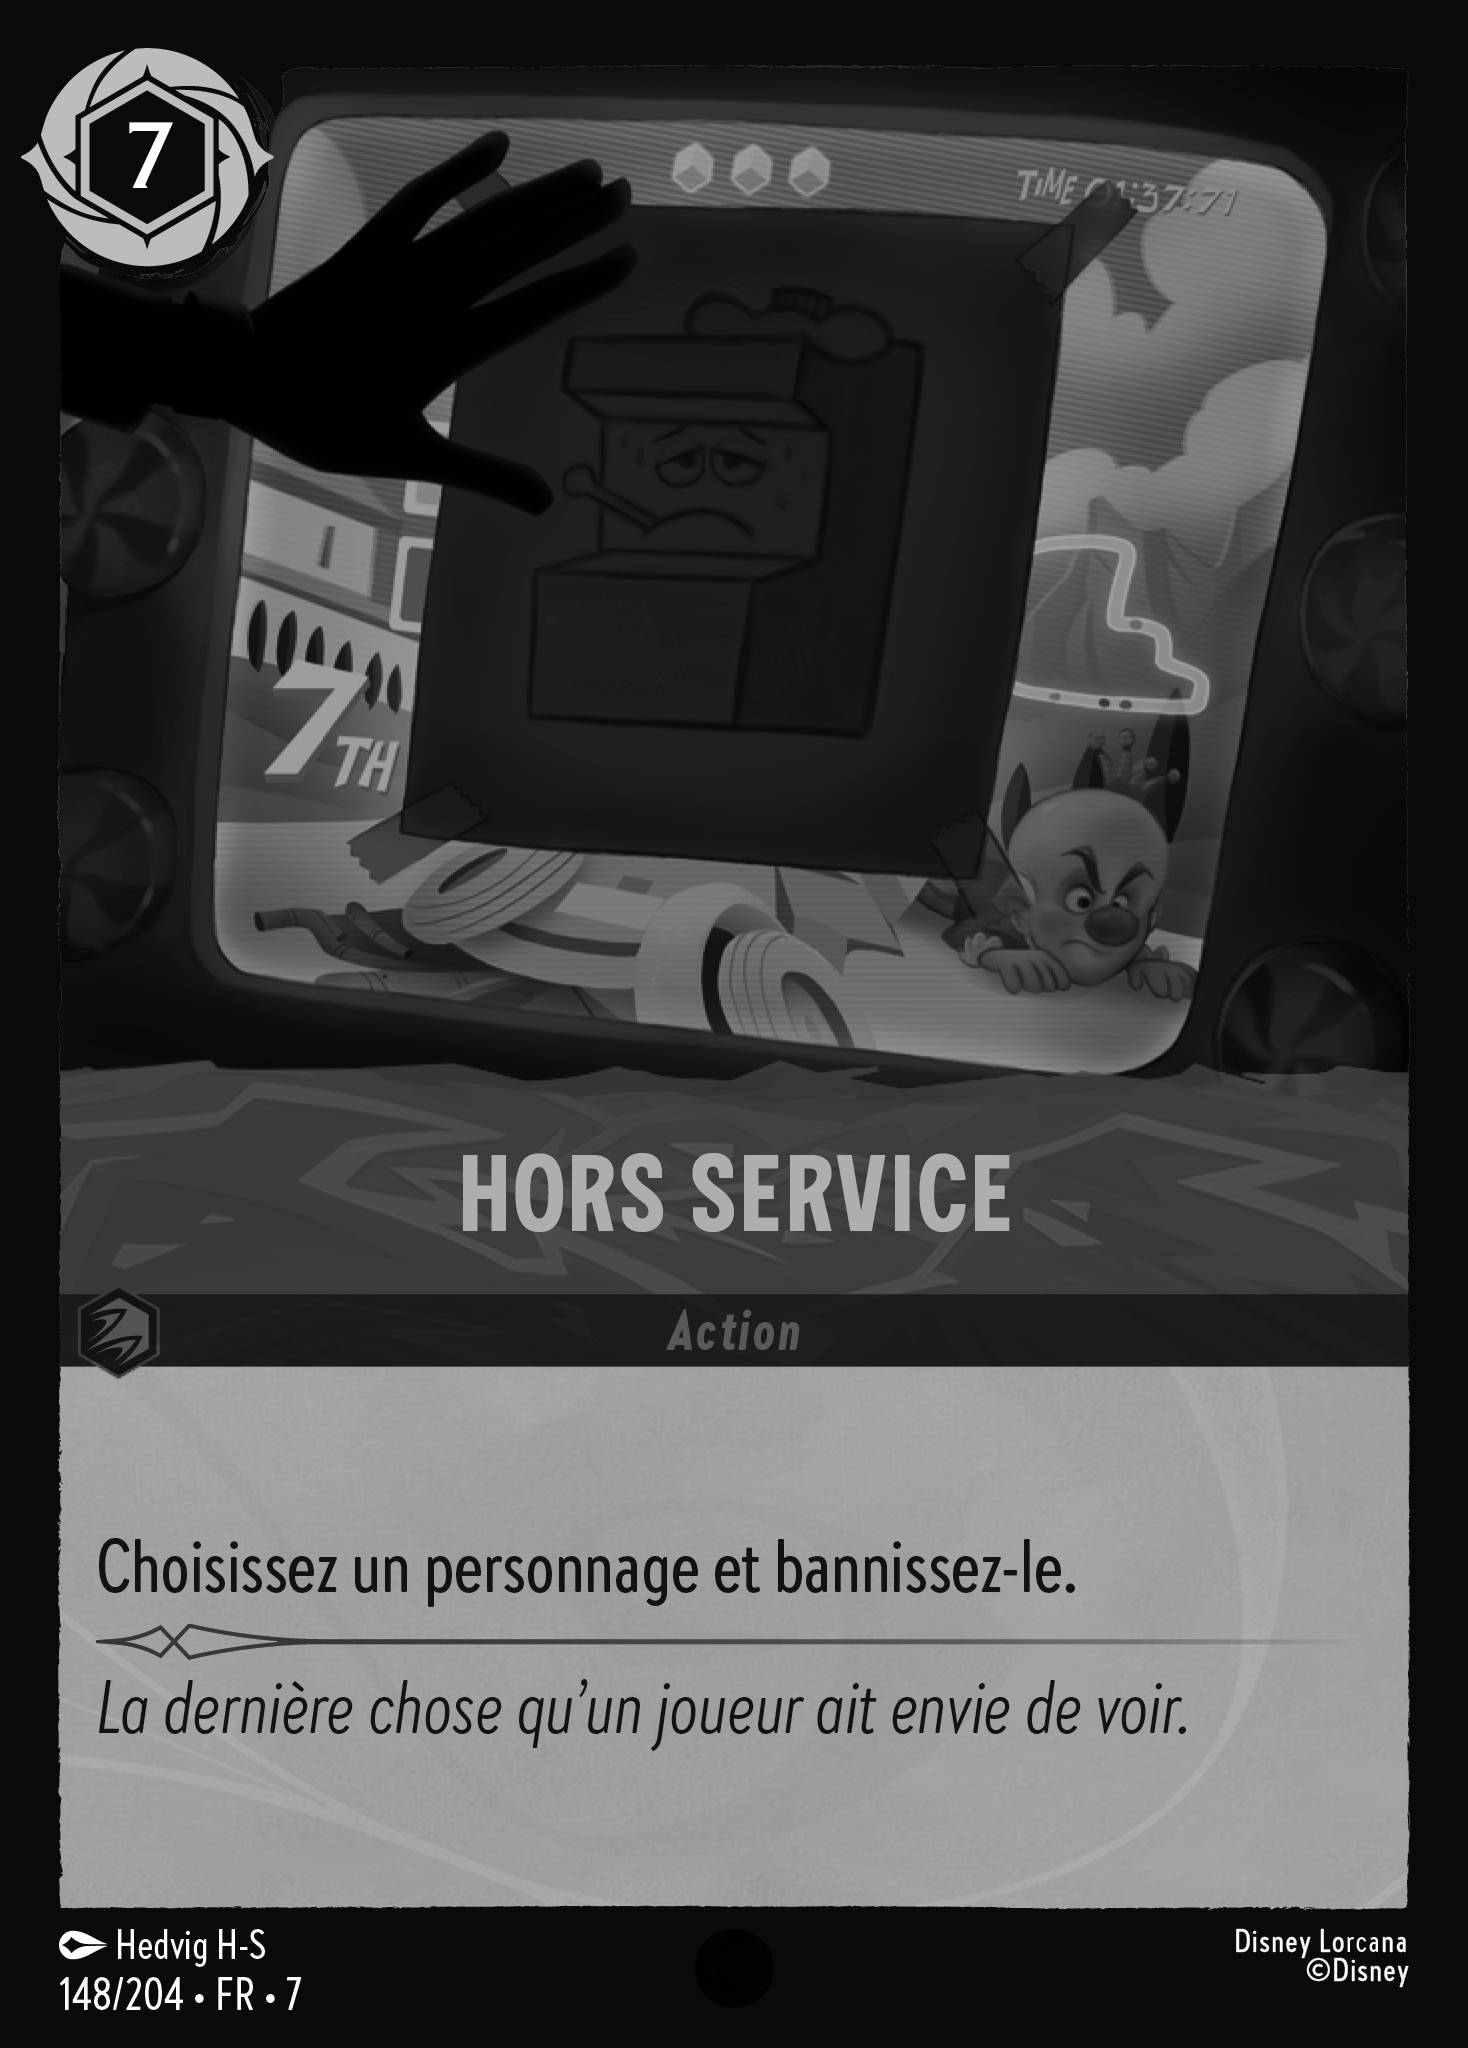 7
TIME 01:37:71
7TH
HORS SERVICE
Action
Choisissez un personnage et bannissez-le.
La dernière chose qu'un joueur ait envie de voir.
Hedvig H-S
148/204 • FR • 7
Disney Lorcana
©Disney